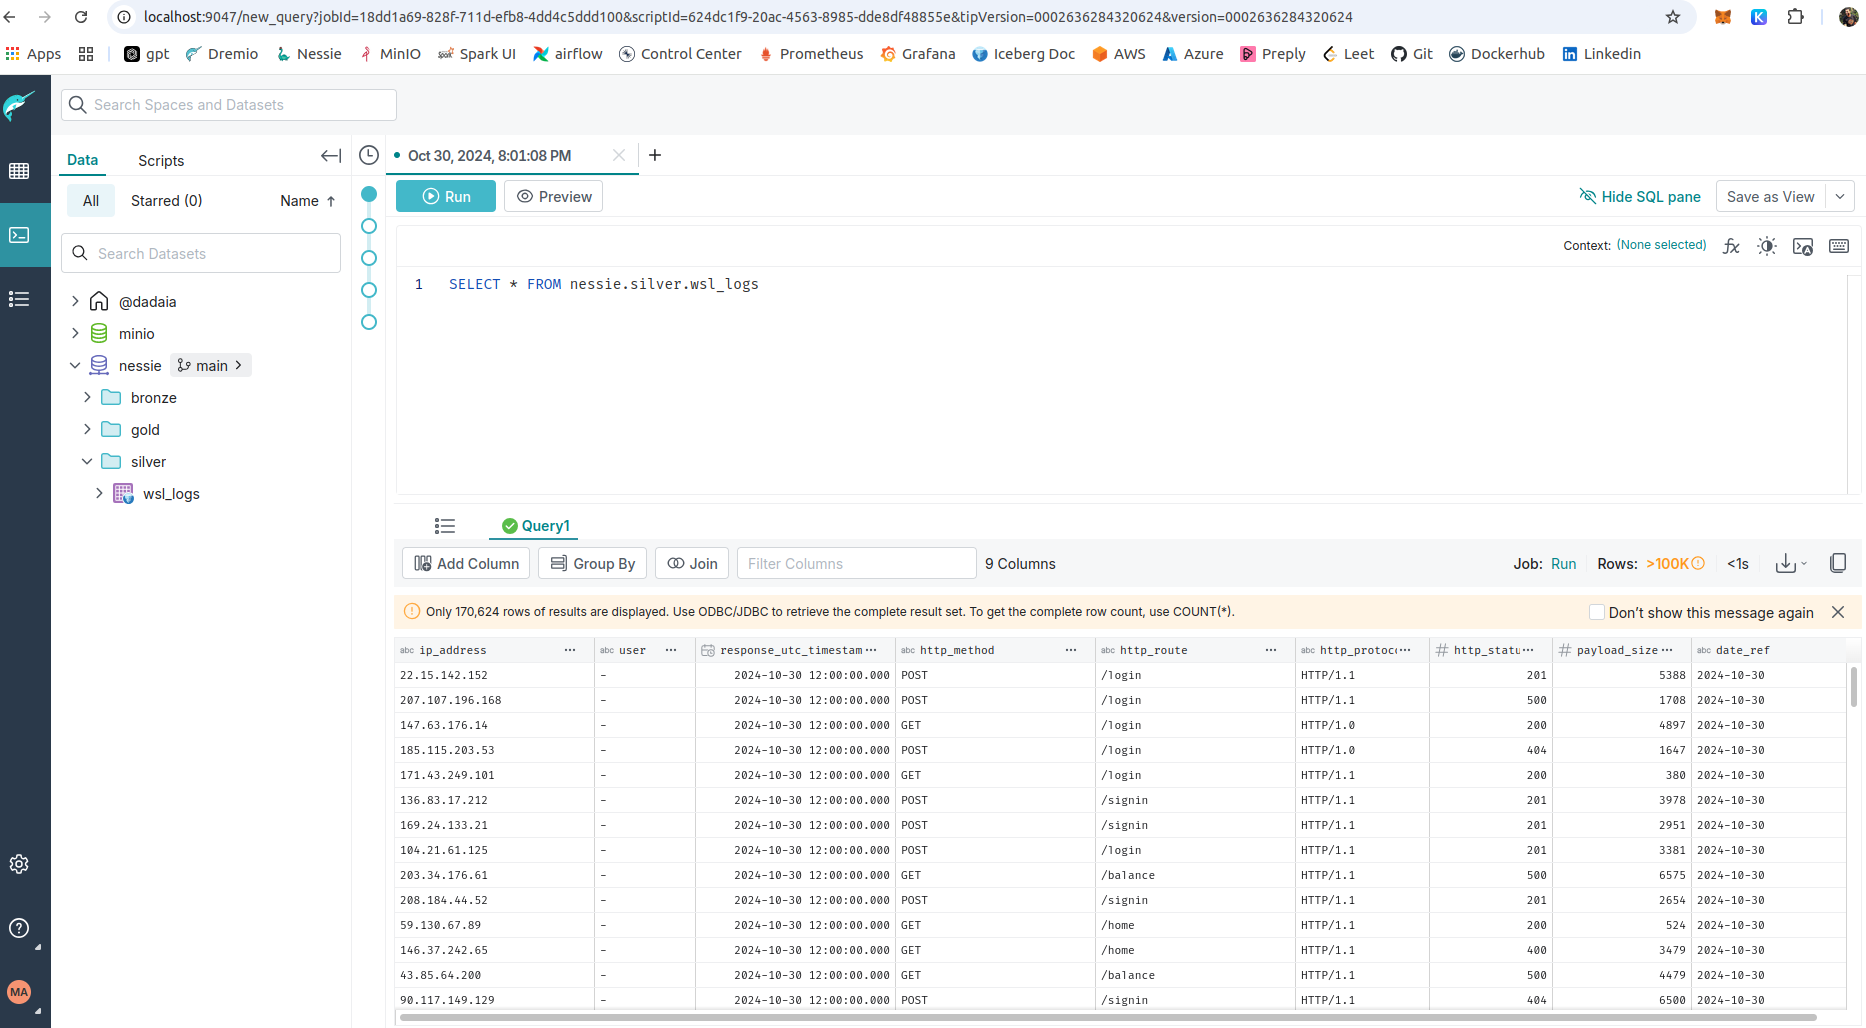 localhost:9047/new_query?jobId=18dd1a69-828f-711d-efb8-4dd4c5ddd100&scriptId=624dc1f9-20ac-4563-8985-dde8df48855e&tipVersion=0002636284320624&version=0002636284320624
Apps gpt Dremio Nessie MinIO Spark UI airflow Control Center Prometheus Grafana Iceberg Doc AWS Azure Preply Leet Git Dockerhub Linkedin
Search Spaces and Datasets
Data Scripts
Oct 30, 2024, 8:01:08 PM
All Starred (0) Name
Run Preview Hide SQL pane Save as View
Search Datasets
Context: (None selected)
1 SELECT * FROM nessie.silver.wsl_logs
@dadaia
minio
nessie main
bronze
gold
silver
wsl_logs
Query1
Add Column Group By Join Filter Columns 9 Columns Job: Run Rows: >100K <1s
Only 170,624 rows of results are displayed. Use ODBC/JDBC to retrieve the complete result set. To get the complete row count, use COUNT(*). Don't show this message again
abc ip_address ... abc user ... response_utc_timestam... abc http_method ... abc http_route ... abc http_protoc... # http_statu... # payload_size... abc date_ref
22.15.142.152 - 2024-10-30 12:00:00.000 POST /login HTTP/1.1 201 5388 2024-10-30
207.107.196.168 - 2024-10-30 12:00:00.000 POST /login HTTP/1.1 500 1708 2024-10-30
147.63.176.14 - 2024-10-30 12:00:00.000 GET /login HTTP/1.0 200 4897 2024-10-30
185.115.203.53 - 2024-10-30 12:00:00.000 POST /login HTTP/1.0 404 1647 2024-10-30
171.43.249.101 - 2024-10-30 12:00:00.000 GET /login HTTP/1.1 200 380 2024-10-30
136.83.17.212 - 2024-10-30 12:00:00.000 POST /signin HTTP/1.1 201 3978 2024-10-30
169.24.133.21 - 2024-10-30 12:00:00.000 POST /signin HTTP/1.1 201 2951 2024-10-30
104.21.61.125 - 2024-10-30 12:00:00.000 POST /login HTTP/1.1 201 3381 2024-10-30
203.34.176.61 - 2024-10-30 12:00:00.000 GET /balance HTTP/1.1 500 6575 2024-10-30
208.184.44.52 - 2024-10-30 12:00:00.000 POST /signin HTTP/1.1 201 2654 2024-10-30
59.130.67.89 - 2024-10-30 12:00:00.000 GET /home HTTP/1.1 200 524 2024-10-30
146.37.242.65 - 2024-10-30 12:00:00.000 GET /home HTTP/1.1 400 3479 2024-10-30
43.85.64.200 - 2024-10-30 12:00:00.000 GET /balance HTTP/1.1 500 4479 2024-10-30
90.117.149.129 - 2024-10-30 12:00:00.000 POST /signin HTTP/1.1 404 6500 2024-10-30
MA